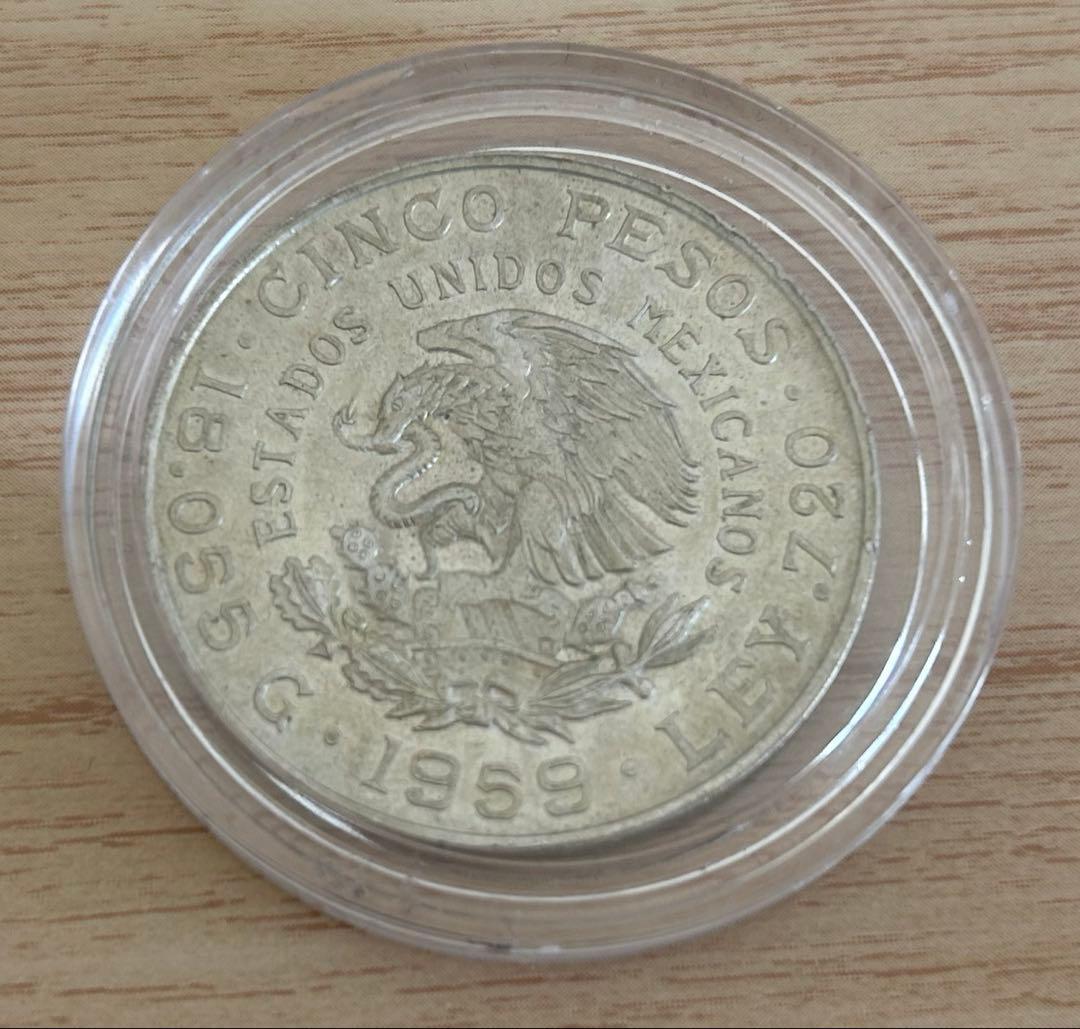 18.055 G · CINCO PESOS · LEY .720 · 1959 ·
ESTADOS UNIDOS MEXICANOS